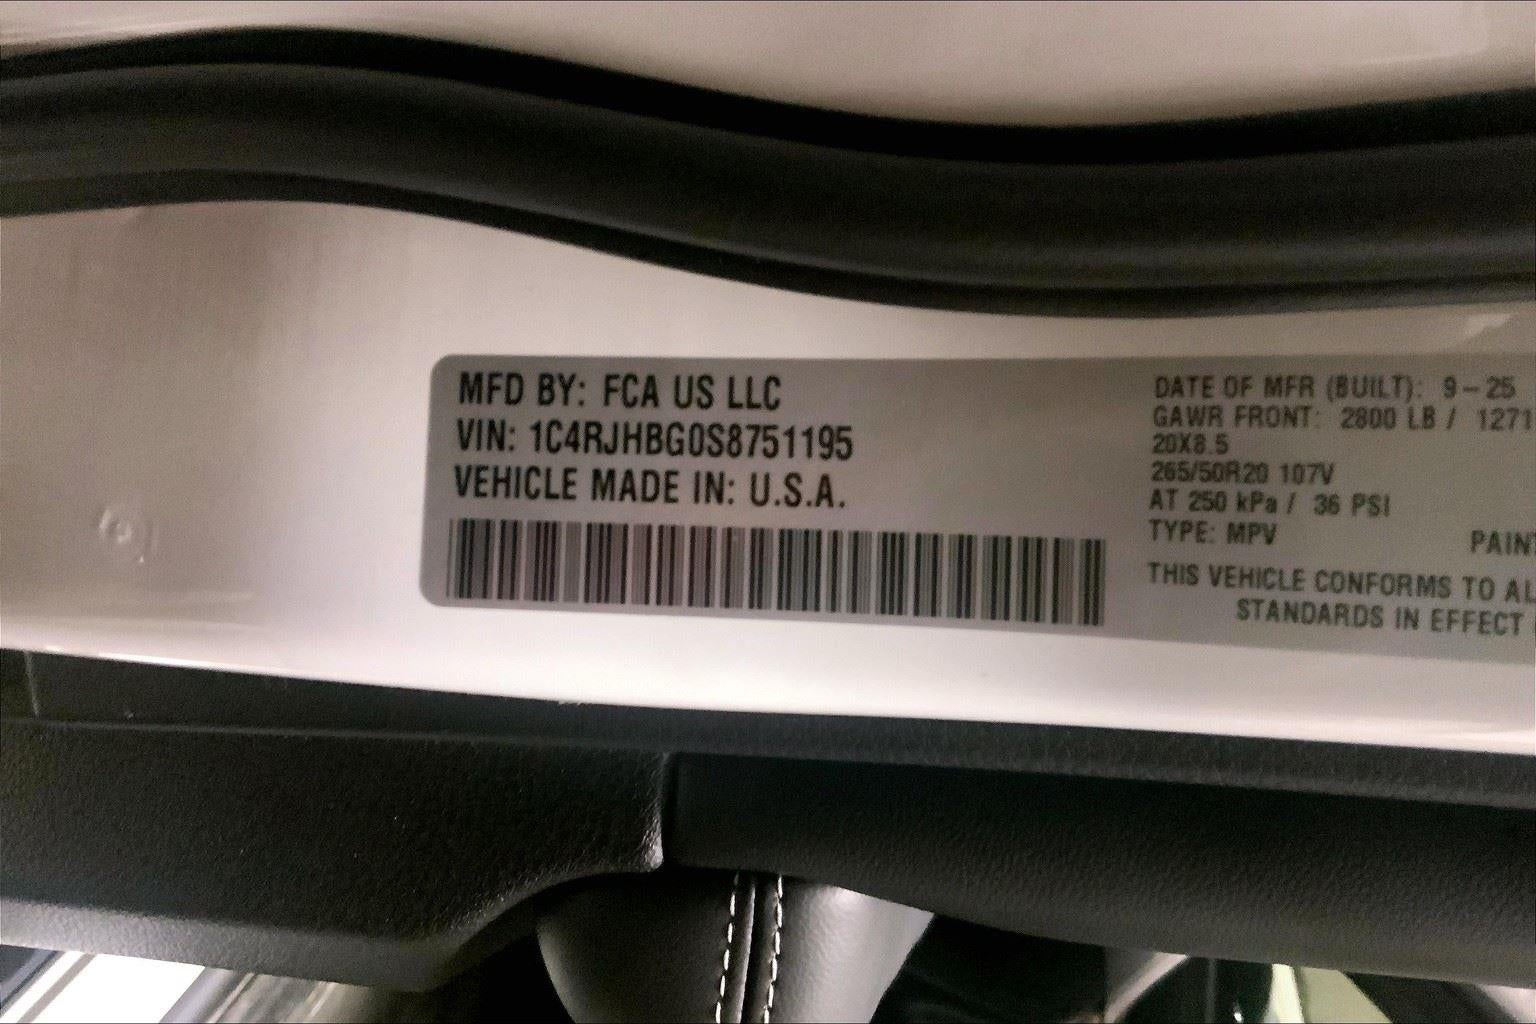 MFD BY: FCA US LLC
VIN: 1C4RJHBG0S8751195
VEHICLE MADE IN: U.S.A.
DATE OF MFR (BUILT): 9-25
GAWR FRONT: 2800 LB / 1271
20X8.5
265/50R20 107V
AT 250 kPa / 36 PSI
TYPE: MPV
PAINT
THIS VEHICLE CONFORMS TO AL
STANDARDS IN EFFECT